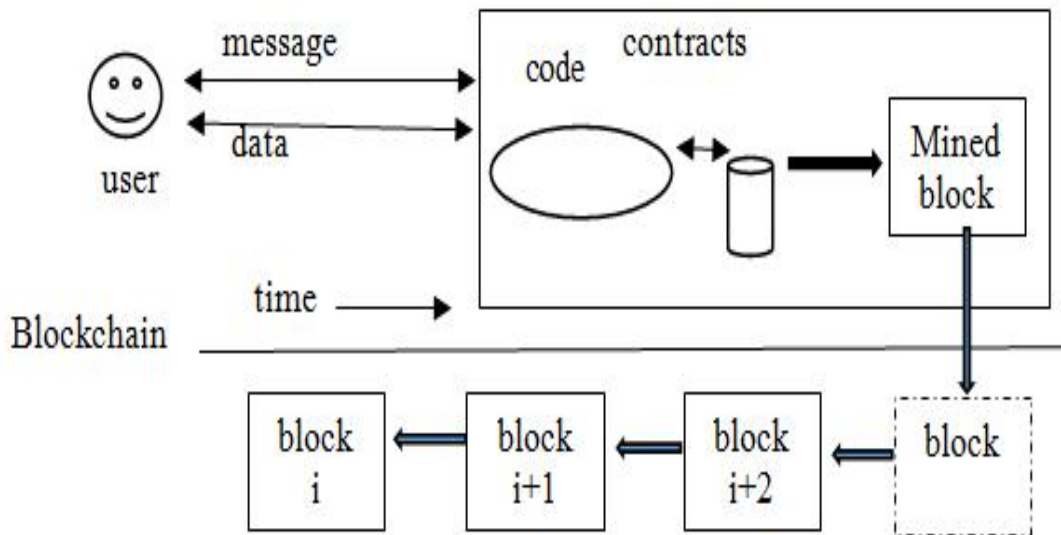 message
contracts
code
data
user
Mined
block
time
Blockchain
block
i
block
i+1
block
i+2
block